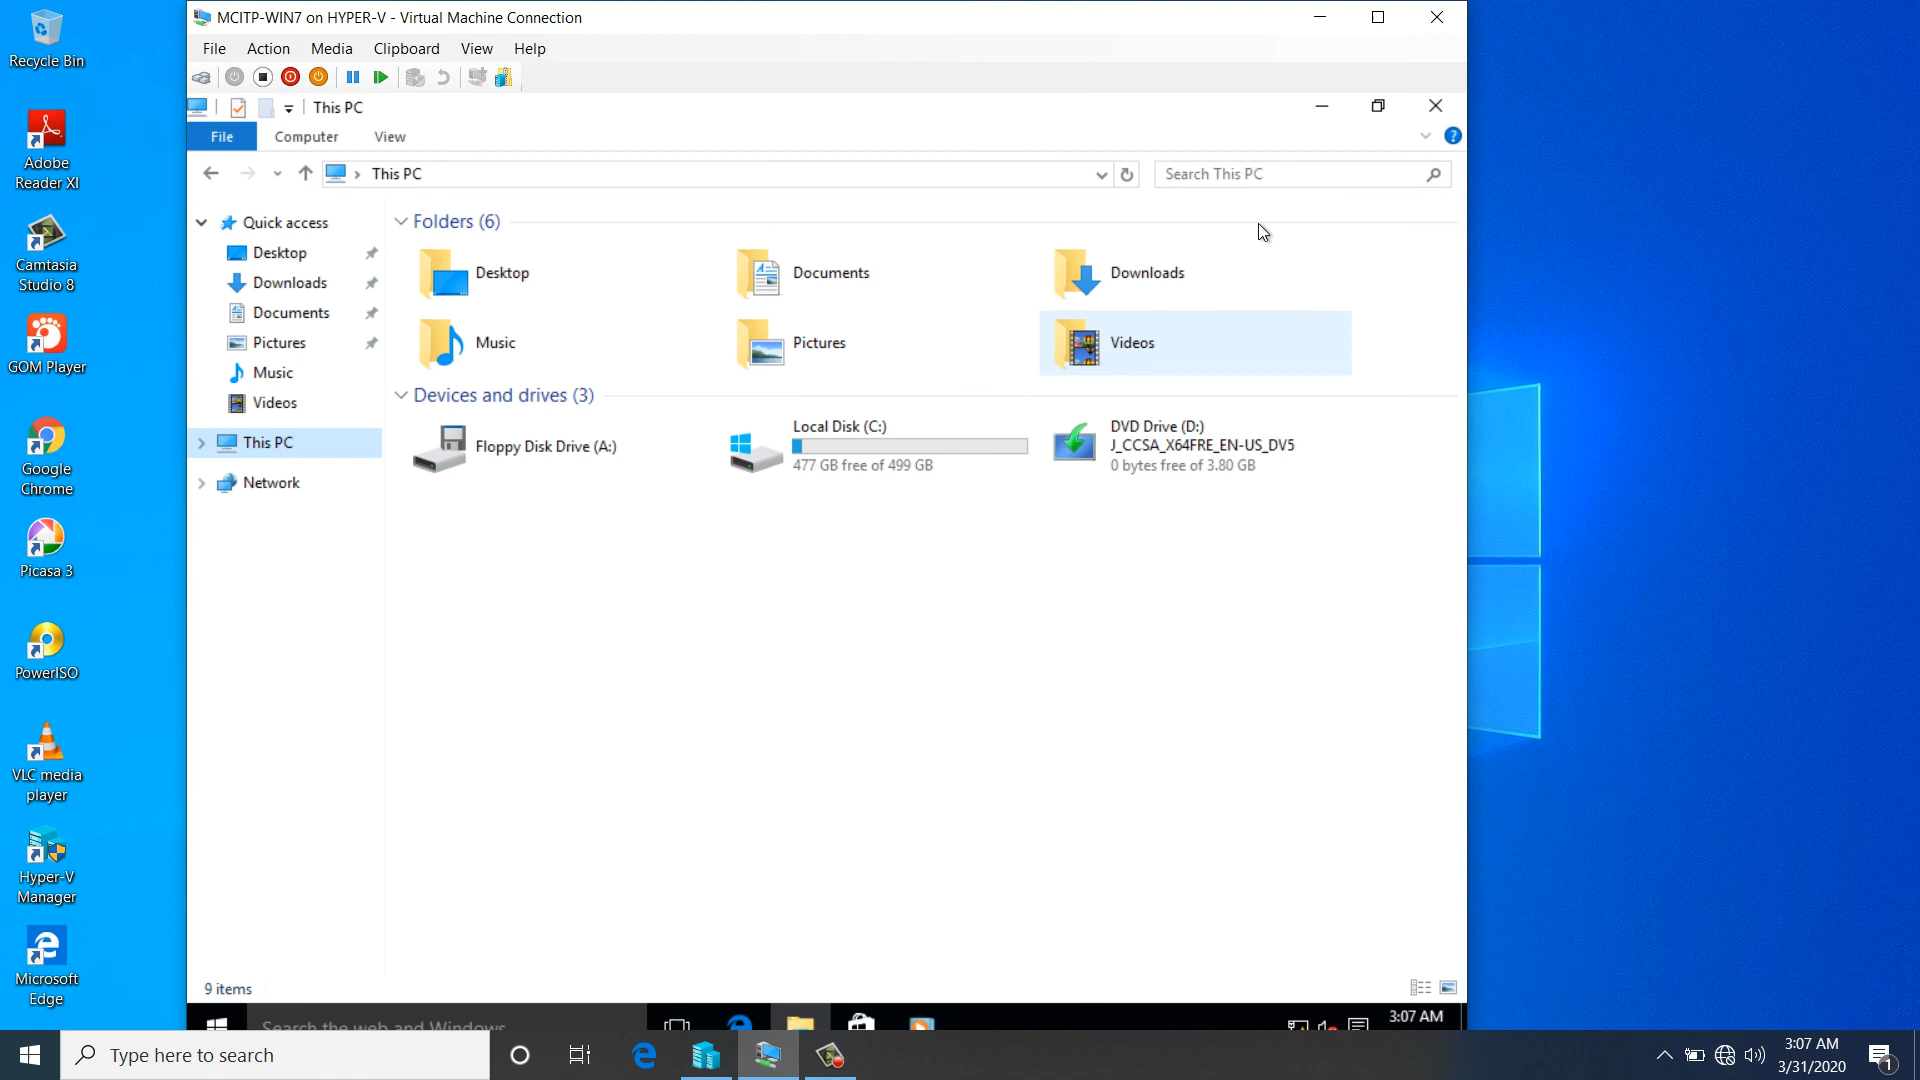 MCITP-WIN7 on HYPER-V - Virtual Machine Connection
File Action Media Clipboard View Help
This PC
File Computer View
This PC
Search This PC
Quick access
Desktop
Downloads
Documents
Pictures
Music
Videos
This PC
Network
Folders (6)
Desktop
Documents
Downloads
Music
Pictures
Videos
Devices and drives (3)
Floppy Disk Drive (A:)
Local Disk (C:)
477 GB free of 499 GB
DVD Drive (D:)
J_CCSA_X64FRE_EN-US_DV5
0 bytes free of 3.80 GB
9 items
Search the web and Windows
3:07 AM
Recycle Bin
Adobe
Reader XI
Camtasia
Studio 8
GOM Player
Google
Chrome
Picasa 3
PowerISO
VLC media
player
Hyper-V
Manager
Microsoft
Edge
Type here to search
3:07 AM
3/31/2020
1